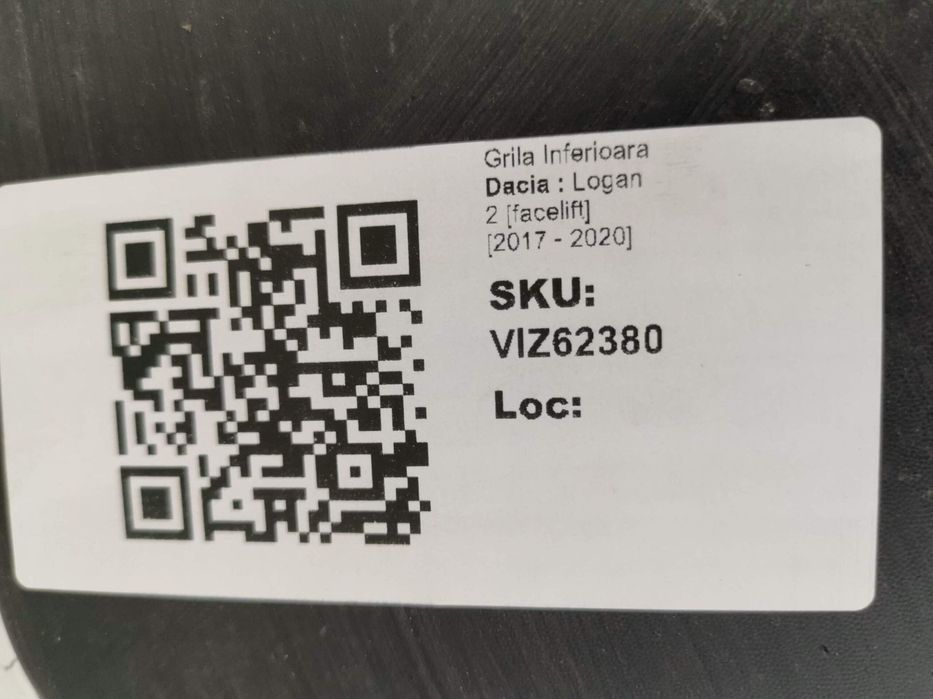 Grila Inferioara
Dacia : Logan
2 [facelift]
[2017 - 2020]
SKU:
VIZ62380
Loc: